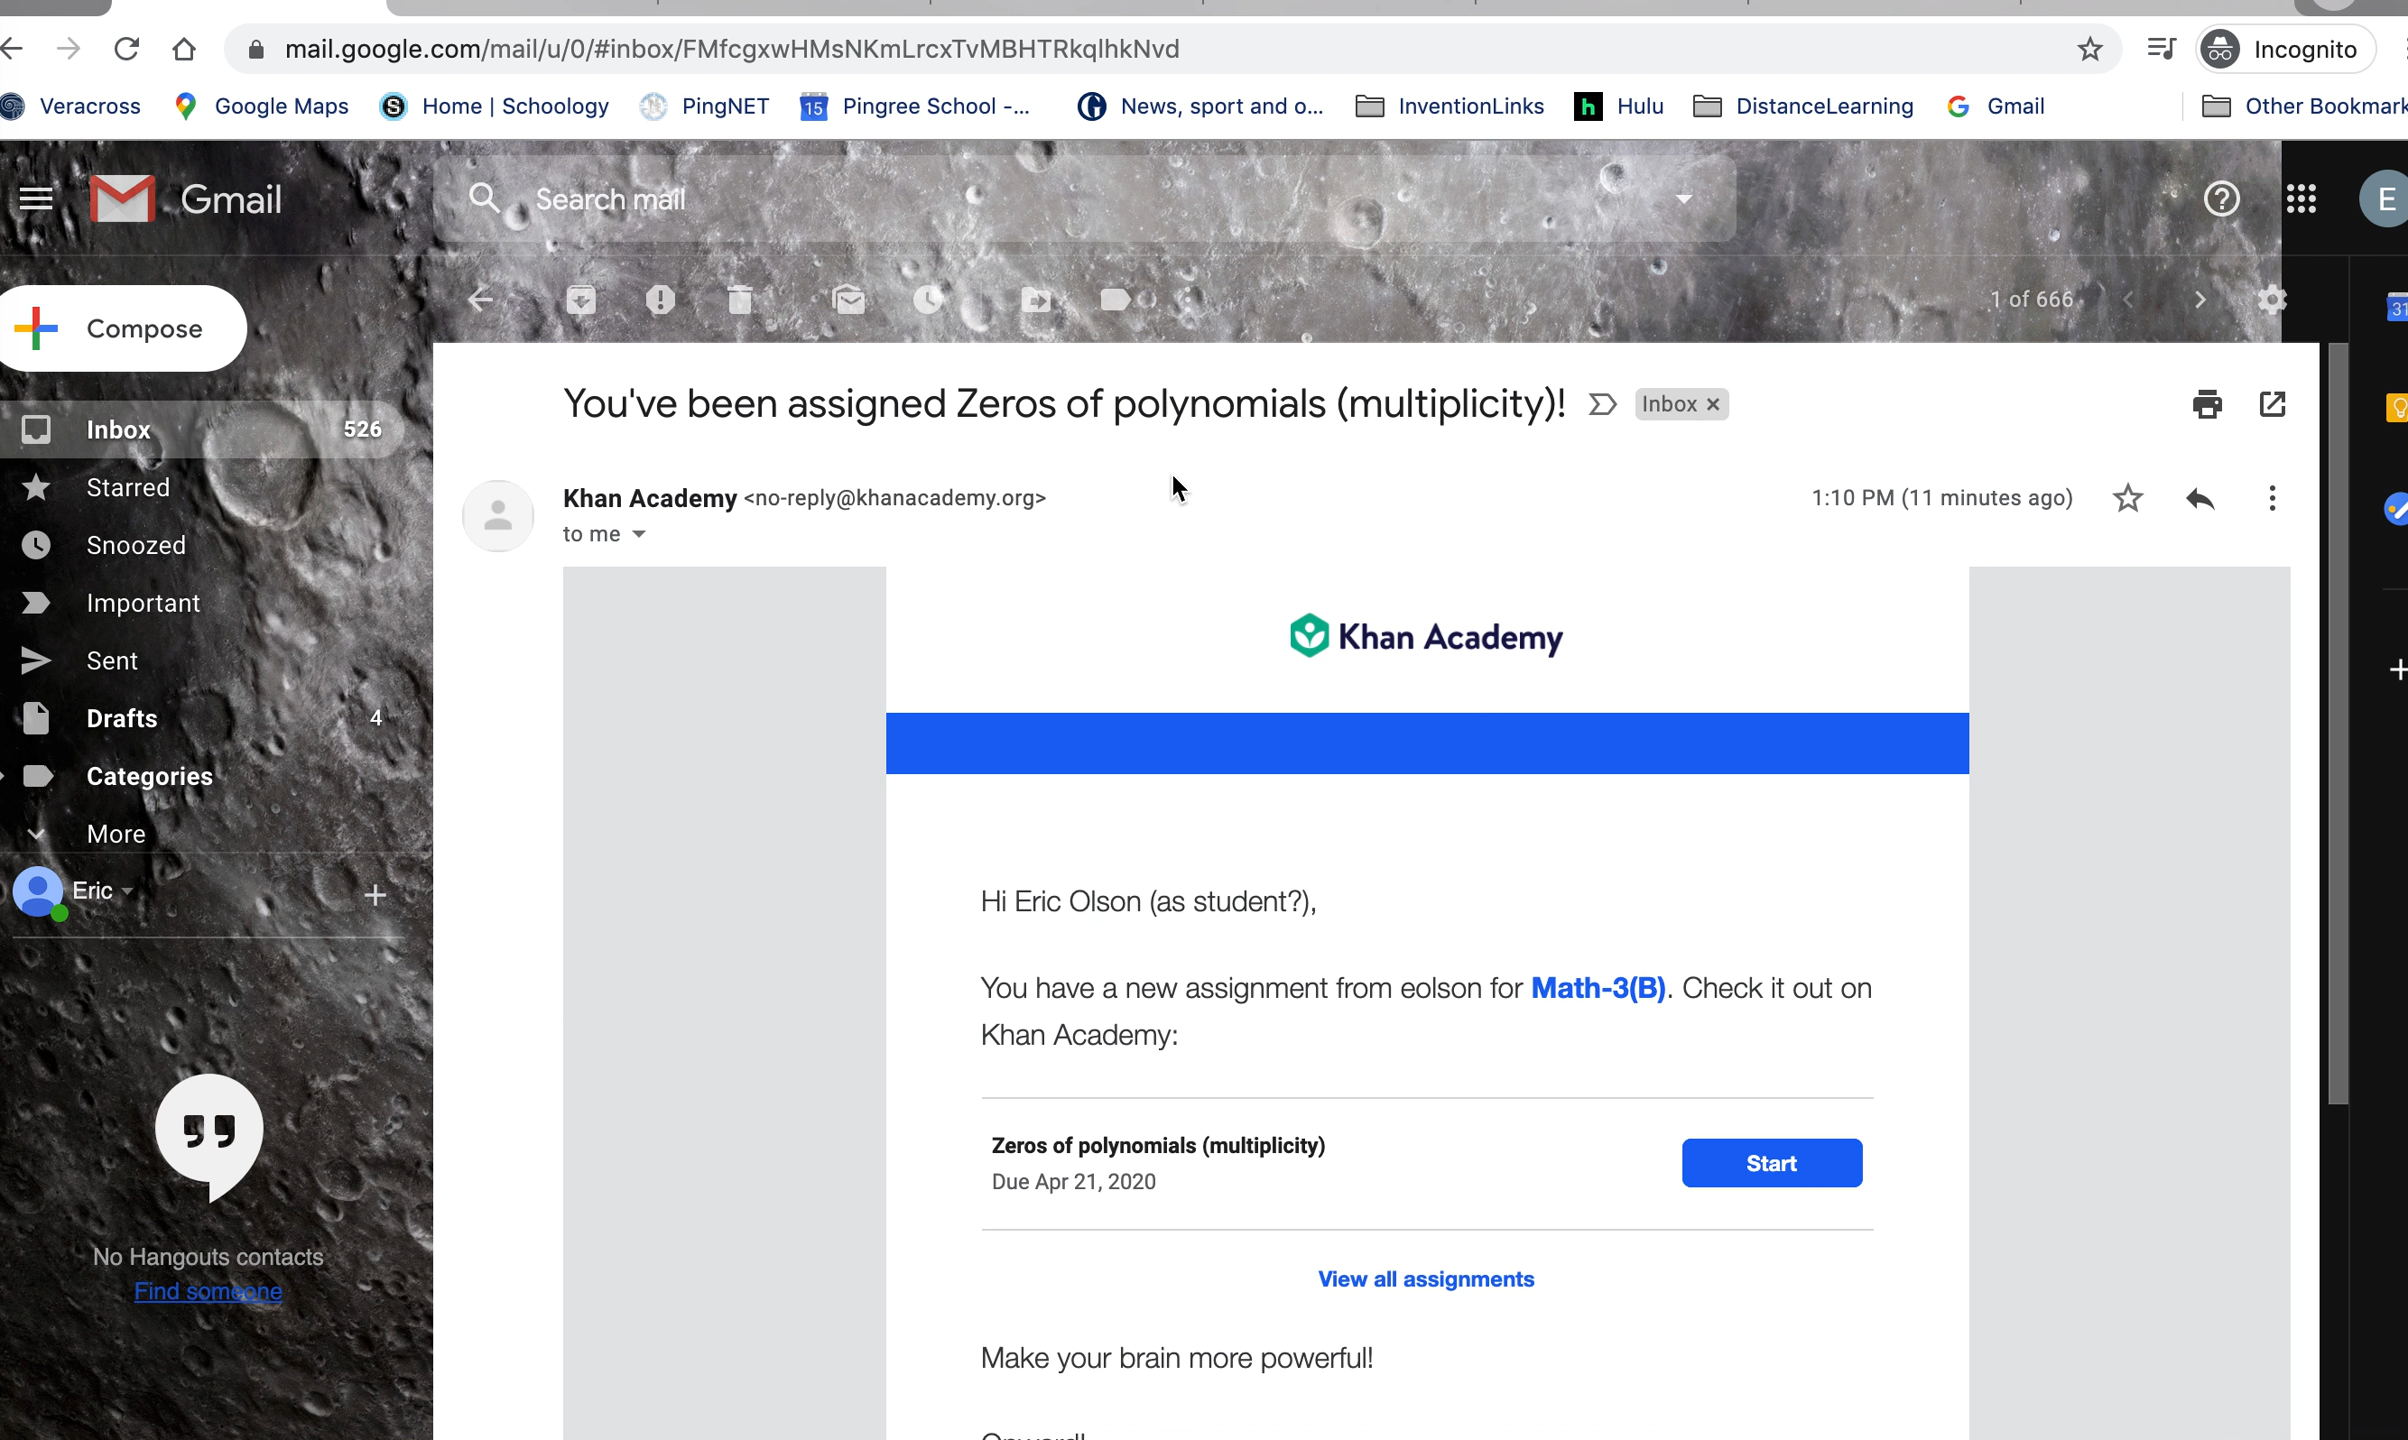 mail.google.com/mail/u/0/#inbox/FMfcgxwHMsNKmLrcxTvMBHTRkqlhkNvd
Incognito
Veracross
Google Maps
S
Home | Schoology
PingNET
15
Pingree School -...
News, sport and o...
InventionLinks
h
Hulu
DistanceLearning
G
Gmail
Other Bookmark
Gmail
Search mail
E
1 of 666
31
Compose
You've been assigned Zeros of polynomials (multiplicity)!
Inbox ×
Inbox 526
Starred
Snoozed
Important
Sent
Drafts 4
Categories
More
Eric
No Hangouts contacts
Find someone
Khan Academy <no-reply@khanacademy.org>
1:10 PM (11 minutes ago)
to me
Khan Academy
Hi Eric Olson (as student?),
You have a new assignment from eolson for Math-3(B). Check it out on
Khan Academy:
Zeros of polynomials (multiplicity)
Due Apr 21, 2020
Start
View all assignments
Make your brain more powerful!